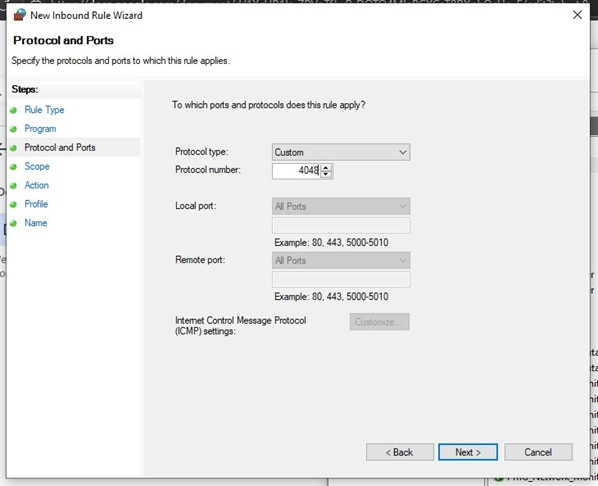 New Inbound Rule Wizard
Protocol and Ports
Specify the protocols and ports to which this rule applies.
Steps:
Rule Type
Program
Protocol and Ports
Scope
Action
Profile
Name
To which ports and protocols does this rule apply?
Protocol type:
Custom
Protocol number:
4048
Local port:
All Ports
Example: 80, 443, 5000-5010
Remote port:
All Ports
Example: 80, 443, 5000-5010
Internet Control Message Protocol
(ICMP) settings:
Customize...
< Back
Next >
Cancel